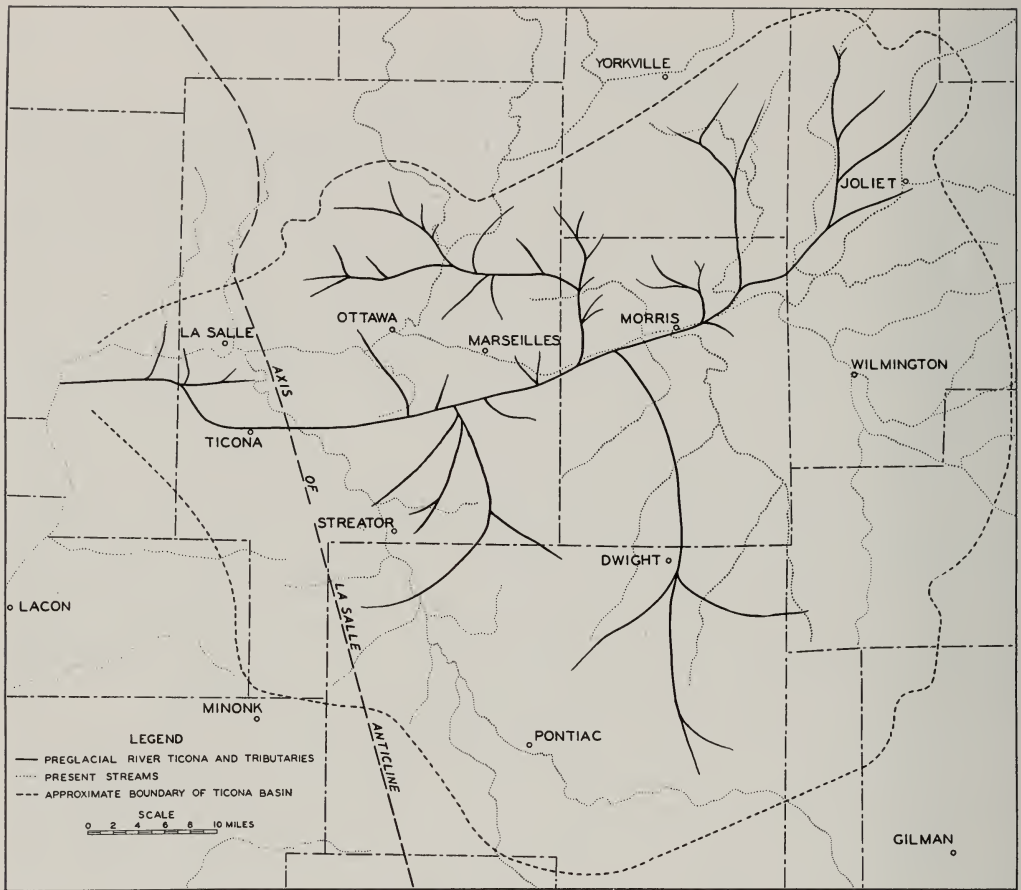 YORKVILLE
JOLIET
LA SALLE
OTTAWA
MARSEILLES
MORRIS
WILMINGTON
TICONA
AXIS
OF
LA SALLE
ANTICLINE
STREATOR
DWIGHT
LACON
MINONK
PONTIAC
GILMAN
LEGEND
PREGLACIAL RIVER TICONA AND TRIBUTARIES
PRESENT STREAMS
APPROXIMATE BOUNDARY OF TICONA BASIN
SCALE
0 2 4 6 8 10 MILES